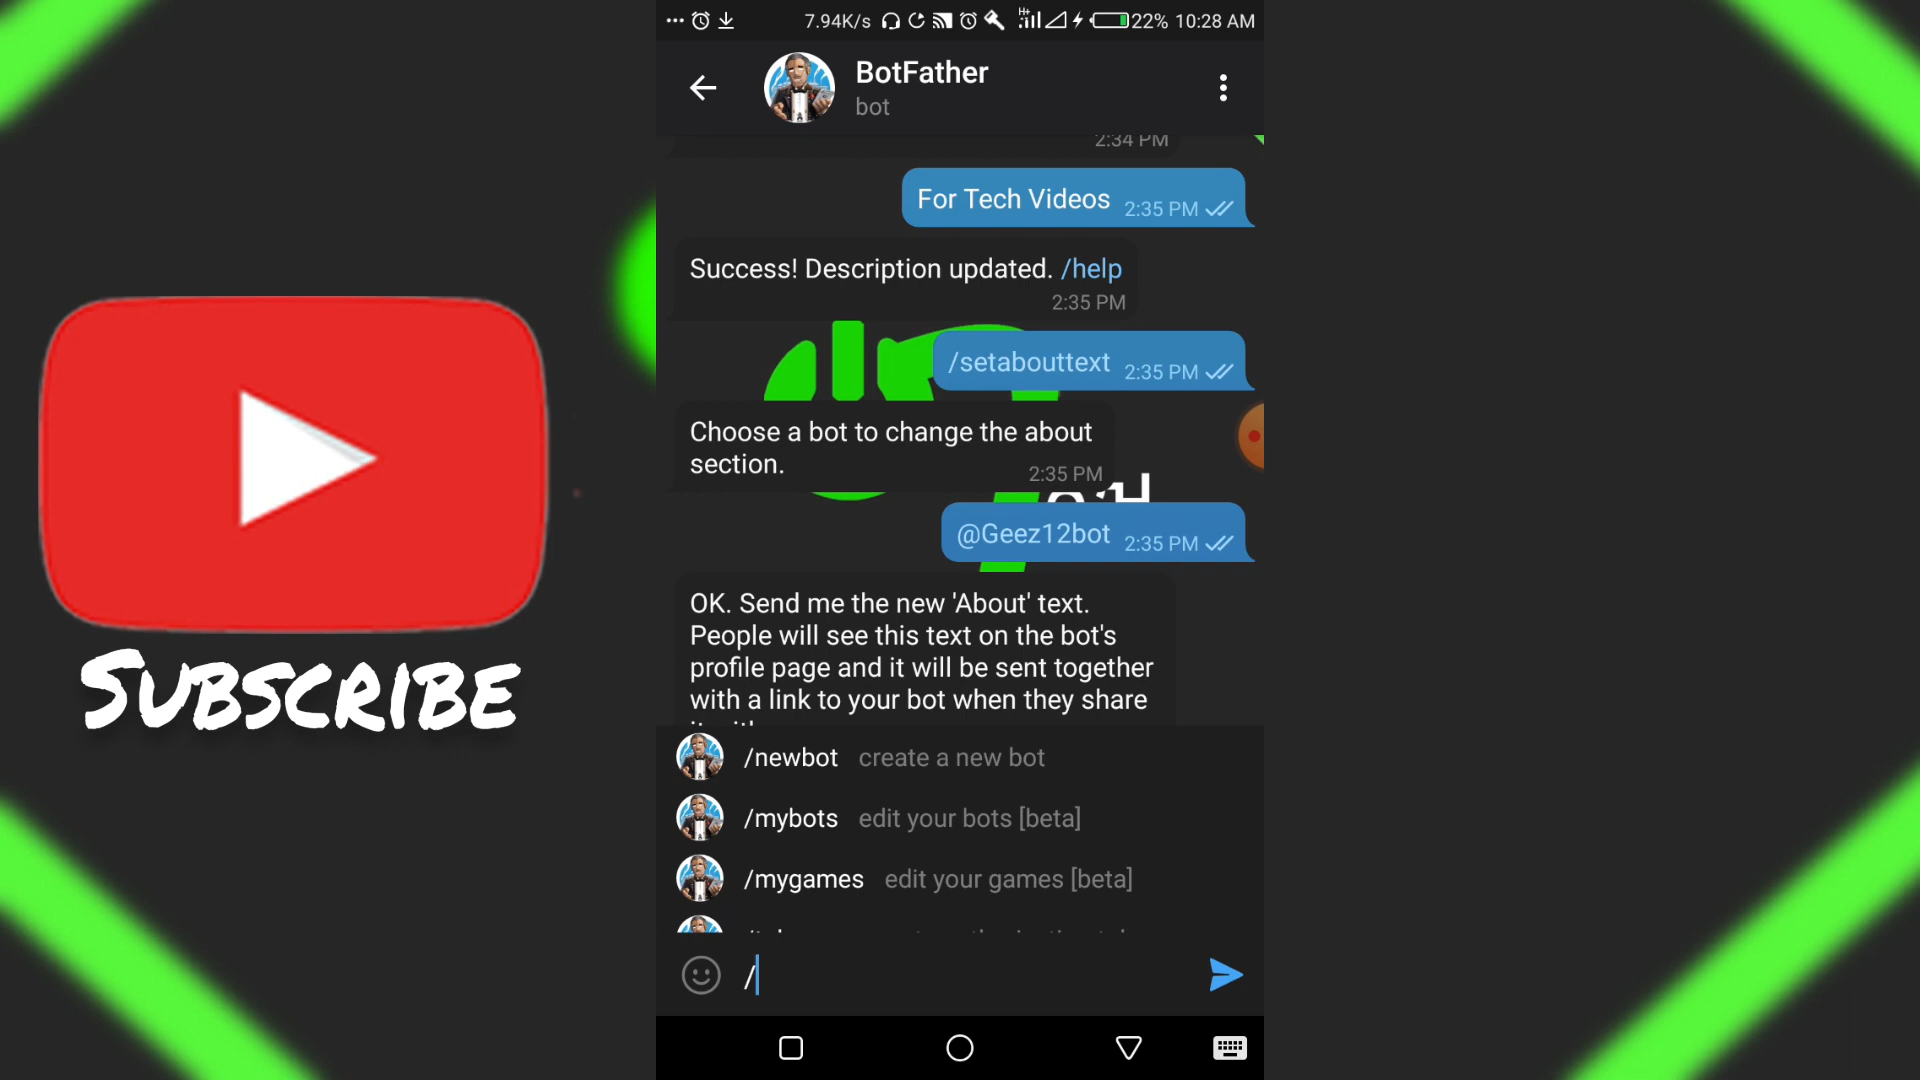 7.94K/s
22% 10:28 AM
BotFather
bot
2:34 PM
For Tech Videos 2:35 PM
Success! Description updated. /help
2:35 PM
/setabouttext 2:35 PM
Choose a bot to change the about
section. 2:35 PM
@Geez12bot 2:35 PM
OK. Send me the new 'About' text.
People will see this text on the bot's
profile page and it will be sent together
with a link to your bot when they share
/newbot create a new bot
/mybots edit your bots [beta]
/mygames edit your games [beta]
/
SUBSCRIBE